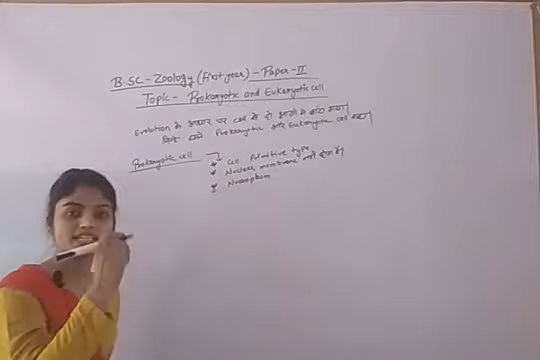 B.SC - Zoology (first year) - Paper - II
Topic - Prokaryotic and Eukaryotic cell
Evolution के आधार पर cell को दो भागों में बांटा गया।
जिसे हमने Prokaryotic और Eukaryotic cell कहा।
Prokaryotic cell
* Cell Primitive type
* Nuclear membrane नहीं होता है।
* Nucleoplasm